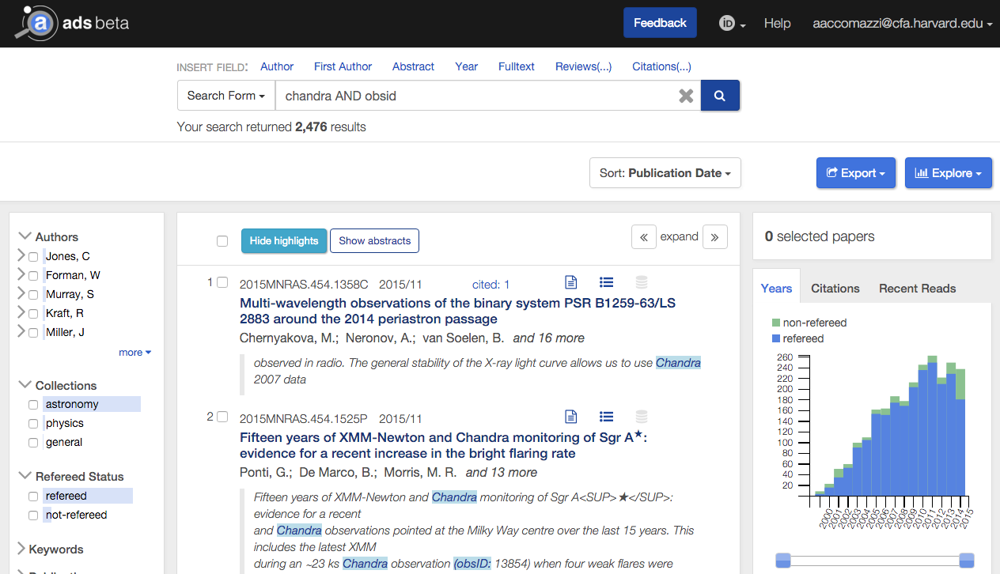 a ads beta
Feedback
iD
Help
aaccomazzi@cfa.harvard.edu
INSERT FIELD: Author First Author Abstract Year Fulltext Reviews(...) Citations(...)
Search Form chandra AND obsid
Your search returned 2,476 results
Sort: Publication Date
Export
Explore
Authors
Jones, C
Forman, W
Murray, S
Kraft, R
Miller, J
more
Collections
astronomy
physics
general
Refereed Status
refereed
not-refereed
Keywords
Hide highlights Show abstracts
« expand »
1 2015MNRAS.454.1358C 2015/11 cited: 1
Multi-wavelength observations of the binary system PSR B1259-63/LS
2883 around the 2014 periastron passage
Chernyakova, M.; Neronov, A.; van Soelen, B. and 16 more
observed in radio. The general stability of the X-ray light curve allows us to use Chandra
2007 data
2 2015MNRAS.454.1525P 2015/11
Fifteen years of XMM-Newton and Chandra monitoring of Sgr A★:
evidence for a recent increase in the bright flaring rate
Ponti, G.; De Marco, B.; Morris, M. R. and 13 more
Fifteen years of XMM-Newton and Chandra monitoring of Sgr A<SUP>★</SUP>:
evidence for a recent
and Chandra observations pointed at the Milky Way centre over the last 15 years. This
includes the latest XMM
during an ~23 ks Chandra observation (obsID: 13854) when four weak flares were
0 selected papers
Years Citations Recent Reads
non-refereed
refereed
260
240
220
200
180
160
140
120
100
80
60
40
20
2000 2001 2002 2003 2004 2005 2006 2007 2008 2009 2010 2011 2012 2013 2014 2015